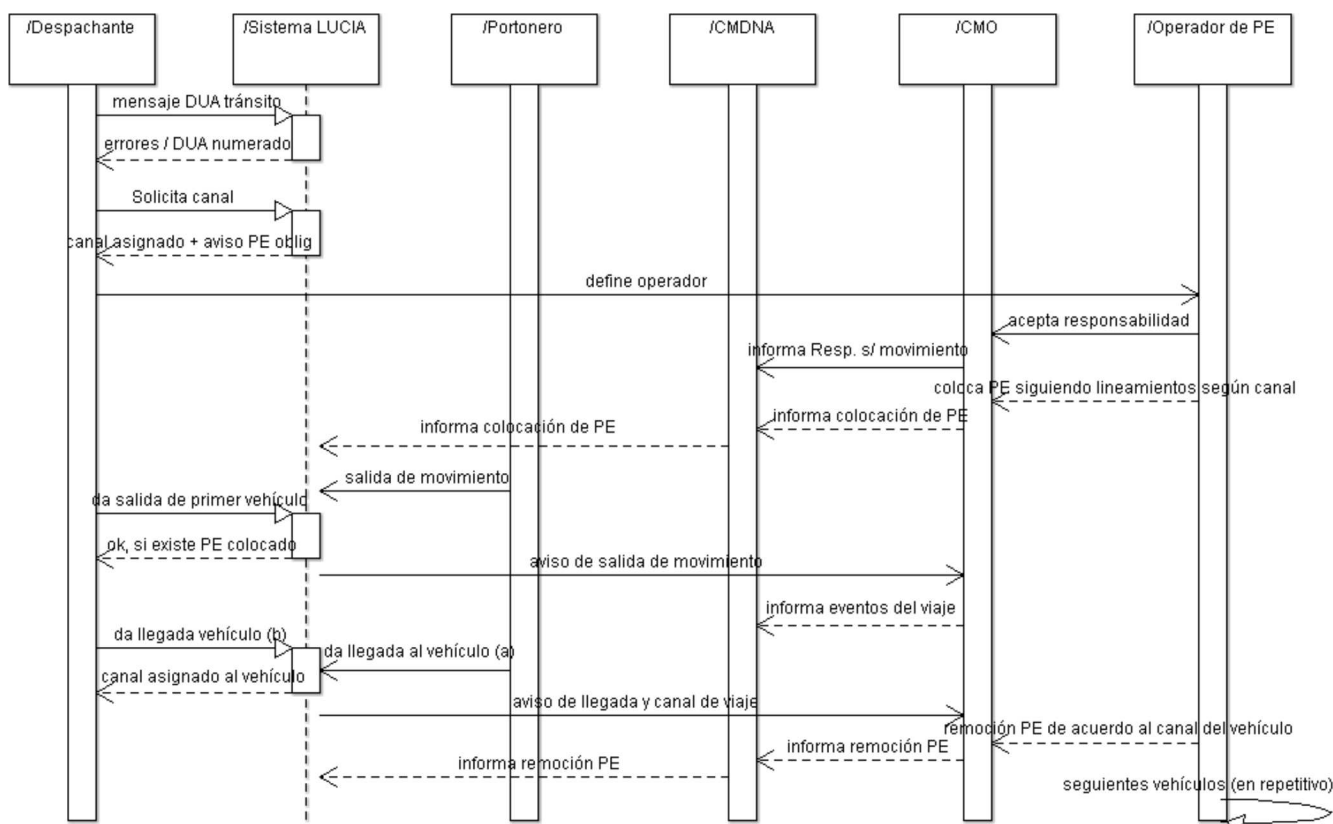 /Despachante
/Sistema LUCIA
/Portonero
/CMDNA
/CMO
/Operador de PE
mensaje DUA tránsito
errores / DUA numerado
Solicita canal
canal asignado + aviso PE oblig
define operador
acepta responsabilidad
informa Resp. s/ movimiento
coloca PE siguiendo lineamientos según canal
informa colocación de PE
informa colocación de PE
salida de movimiento
da salida de primer vehículo
ok, si existe PE colocado
aviso de salida de movimiento
informa eventos del viaje
da llegada vehículo (b)
da llegada al vehículo (a)
canal asignado al vehículo
aviso de llegada y canal de viaje
remoción PE de acuerdo al canal del vehículo
informa remoción PE
informa remoción PE
seguientes vehículos (en repetitivo)